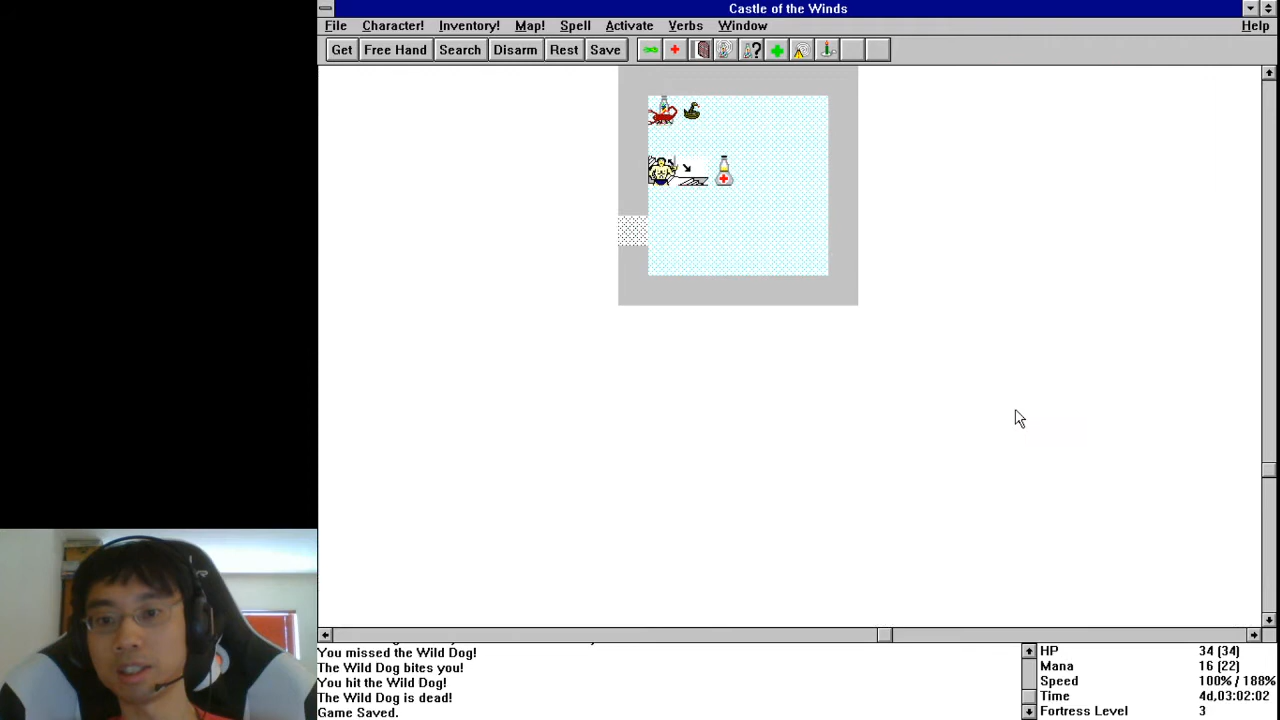 Castle of the Winds
File Character! Inventory! Map! Spell Activate Verbs Window Help
Get Free Hand Search Disarm Rest Save
You missed the Wild Dog!
The Wild Dog bites you!
You hit the Wild Dog!
The Wild Dog is dead!
Game Saved.
HP 34 (34)
Mana 16 (22)
Speed 100% / 188%
Time 4d,03:02:02
Fortress Level 3